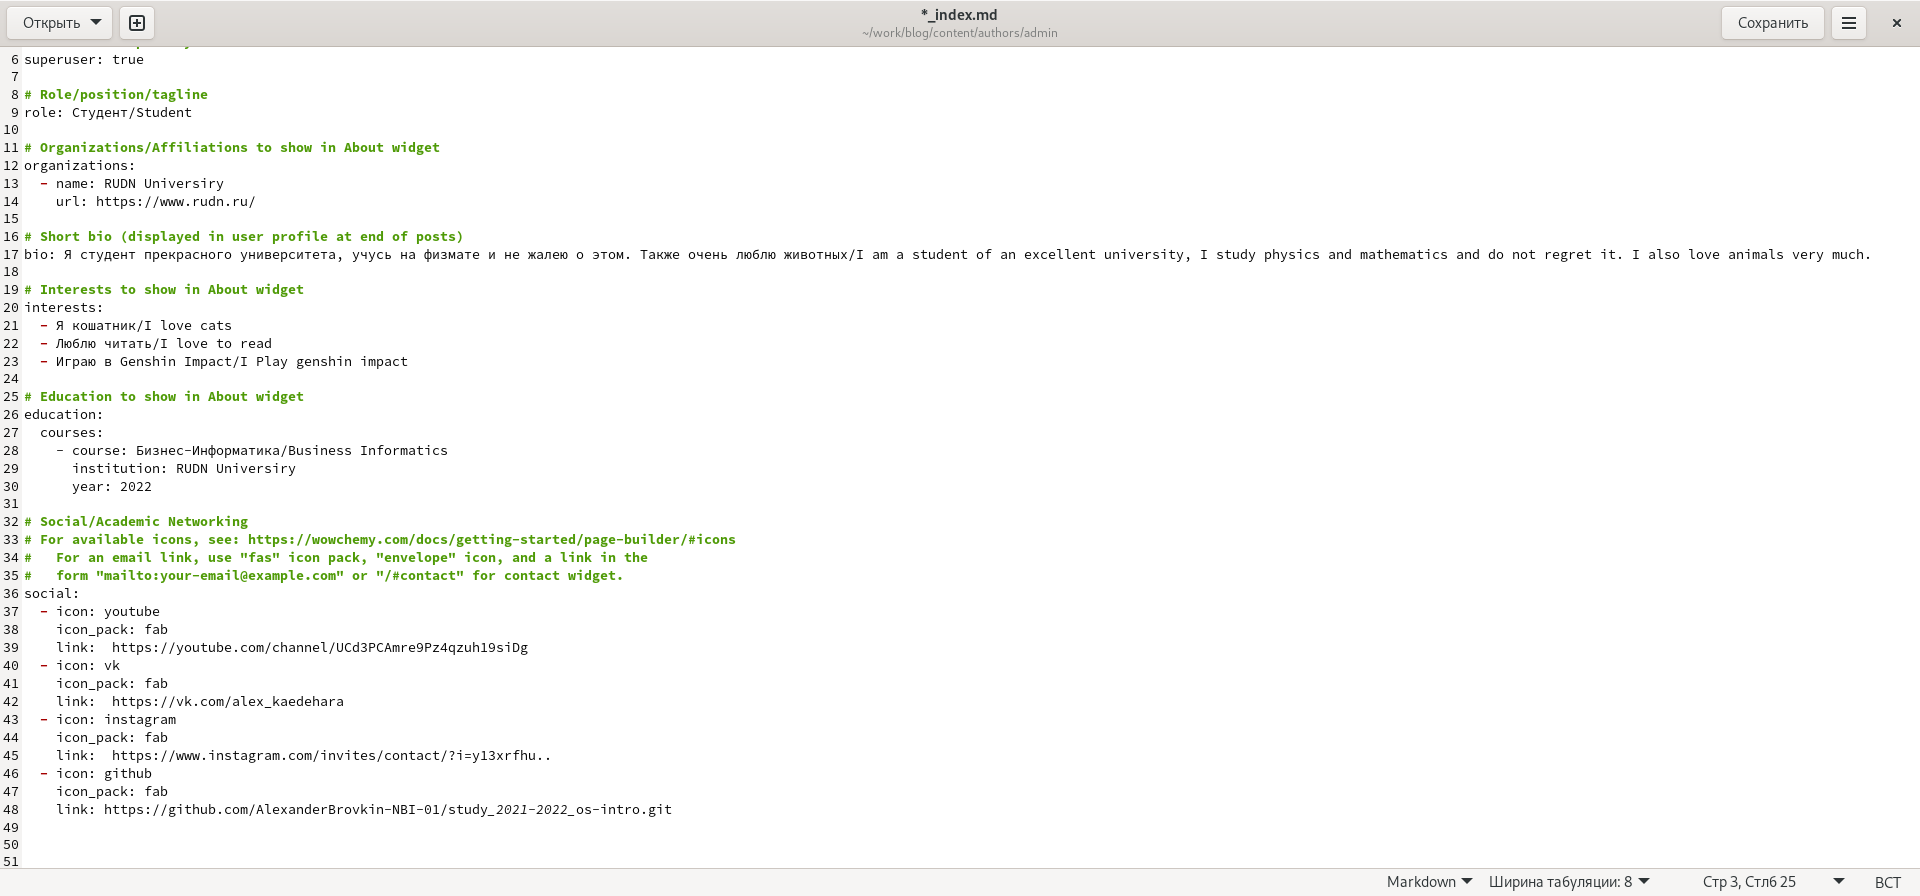 Открыть
*_index.md
~/work/blog/content/authors/admin
Сохранить
6 superuser: true
7
8 # Role/position/tagline
9 role: Студент/Student
10
11 # Organizations/Affiliations to show in About widget
12 organizations:
13   - name: RUDN Universiry
14     url: https://www.rudn.ru/
15
16 # Short bio (displayed in user profile at end of posts)
17 bio: Я студент прекрасного университета, учусь на физмате и не жалею о этом. Также очень люблю животных/I am a student of an excellent university, I study physics and mathematics and do not regret it. I also love animals very much.
18
19 # Interests to show in About widget
20 interests:
21   - Я кошатник/I love cats
22   - Люблю читать/I love to read
23   - Играю в Genshin Impact/I Play genshin impact
24
25 # Education to show in About widget
26 education:
27   courses:
28     - course: Бизнес-Информатика/Business Informatics
29       institution: RUDN Universiry
30       year: 2022
31
32 # Social/Academic Networking
33 # For available icons, see: https://wowchemy.com/docs/getting-started/page-builder/#icons
34 #   For an email link, use "fas" icon pack, "envelope" icon, and a link in the
35 #   form "mailto:your-email@example.com" or "/#contact" for contact widget.
36 social:
37   - icon: youtube
38     icon_pack: fab
39     link:  https://youtube.com/channel/UCd3PCAmre9Pz4qzuh19siDg
40   - icon: vk
41     icon_pack: fab
42     link:  https://vk.com/alex_kaedehara
43   - icon: instagram
44     icon_pack: fab
45     link:  https://www.instagram.com/invites/contact/?i=y13xrfhu..
46   - icon: github
47     icon_pack: fab
48     link: https://github.com/AlexanderBrovkin-NBI-01/study_2021-2022_os-intro.git
49
50
51
Markdown
Ширина табуляции: 8
Стр 3, Стлб 25
ВСТ